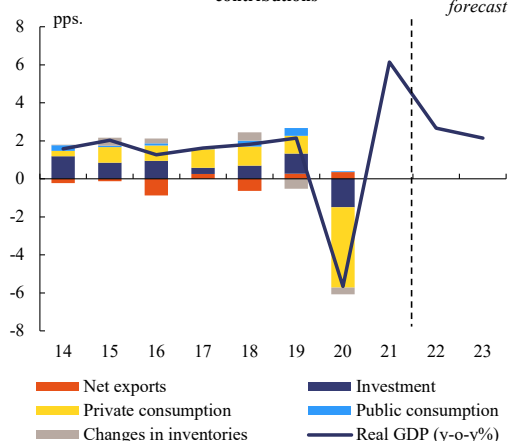 contributions
forecast
pps.
8
6
4
2
0
-2
-4
-6
-8
14 15 16 17 18 19 20 21 22 23
Net exports Investment
Private consumption Public consumption
Changes in inventories Real GDP (y-o-y%)